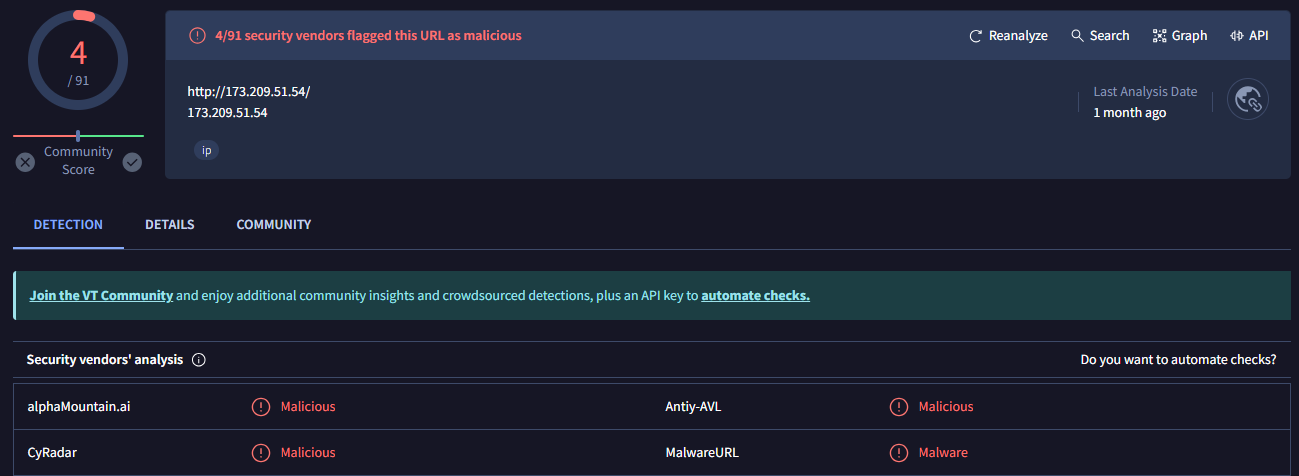 4
/ 91
Community
Score
4/91 security vendors flagged this URL as malicious
Reanalyze
Search
Graph
API
http://173.209.51.54/
173.209.51.54
ip
Last Analysis Date
1 month ago
DETECTION
DETAILS
COMMUNITY
Join the VT Community and enjoy additional community insights and crowdsourced detections, plus an API key to automate checks.
Security vendors' analysis
Do you want to automate checks?
alphaMountain.ai
Malicious
Antiy-AVL
Malicious
CyRadar
Malicious
MalwareURL
Malware